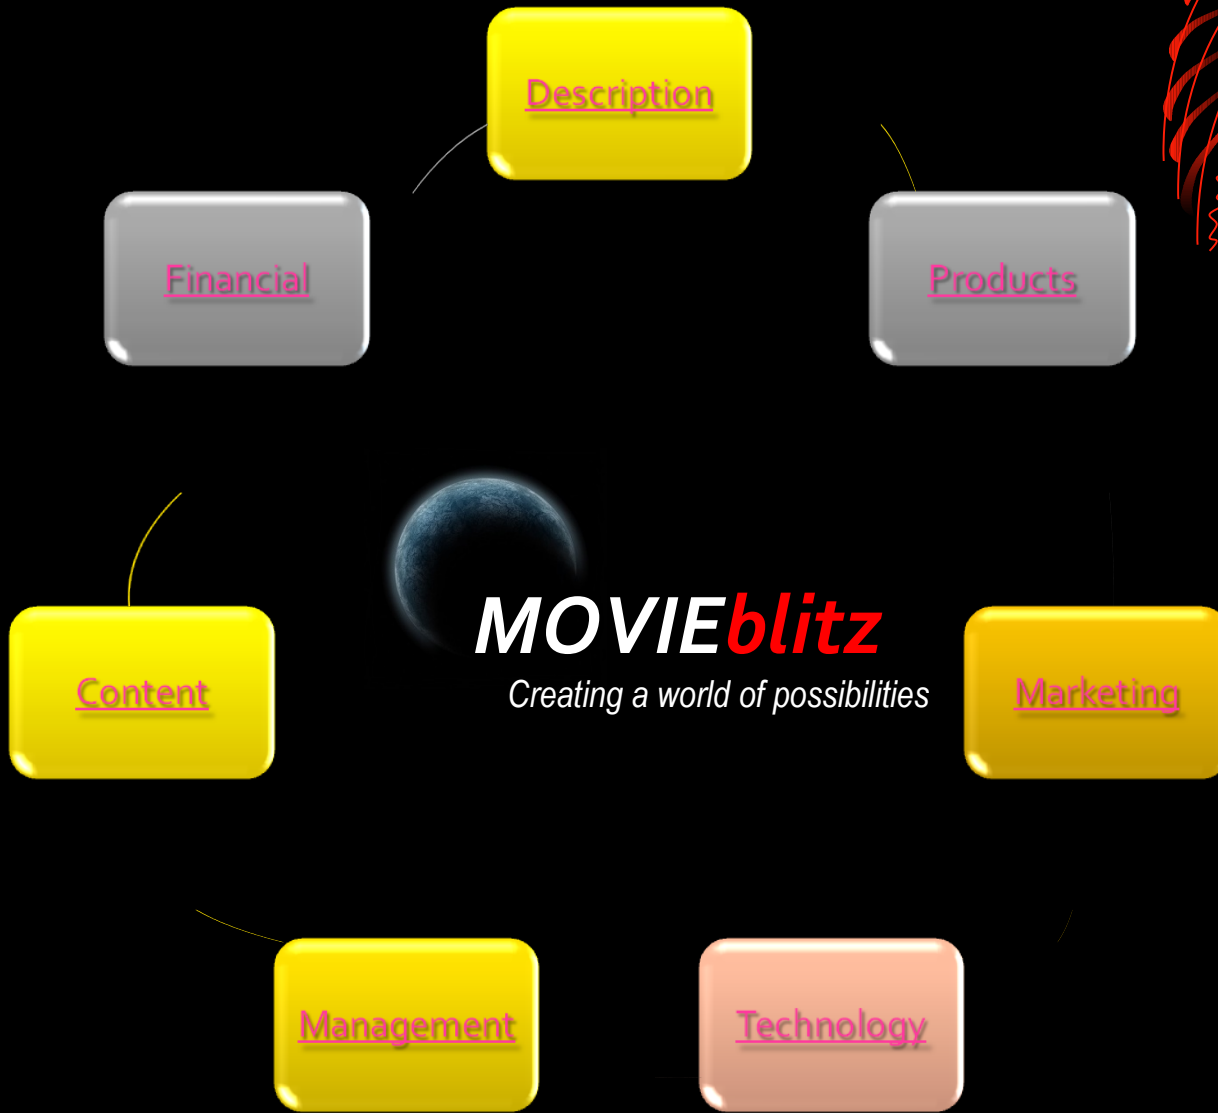 Description
Financial
Products
MOVIEblitz
Creating a world of possibilities
Content
Marketing
Management
Technology